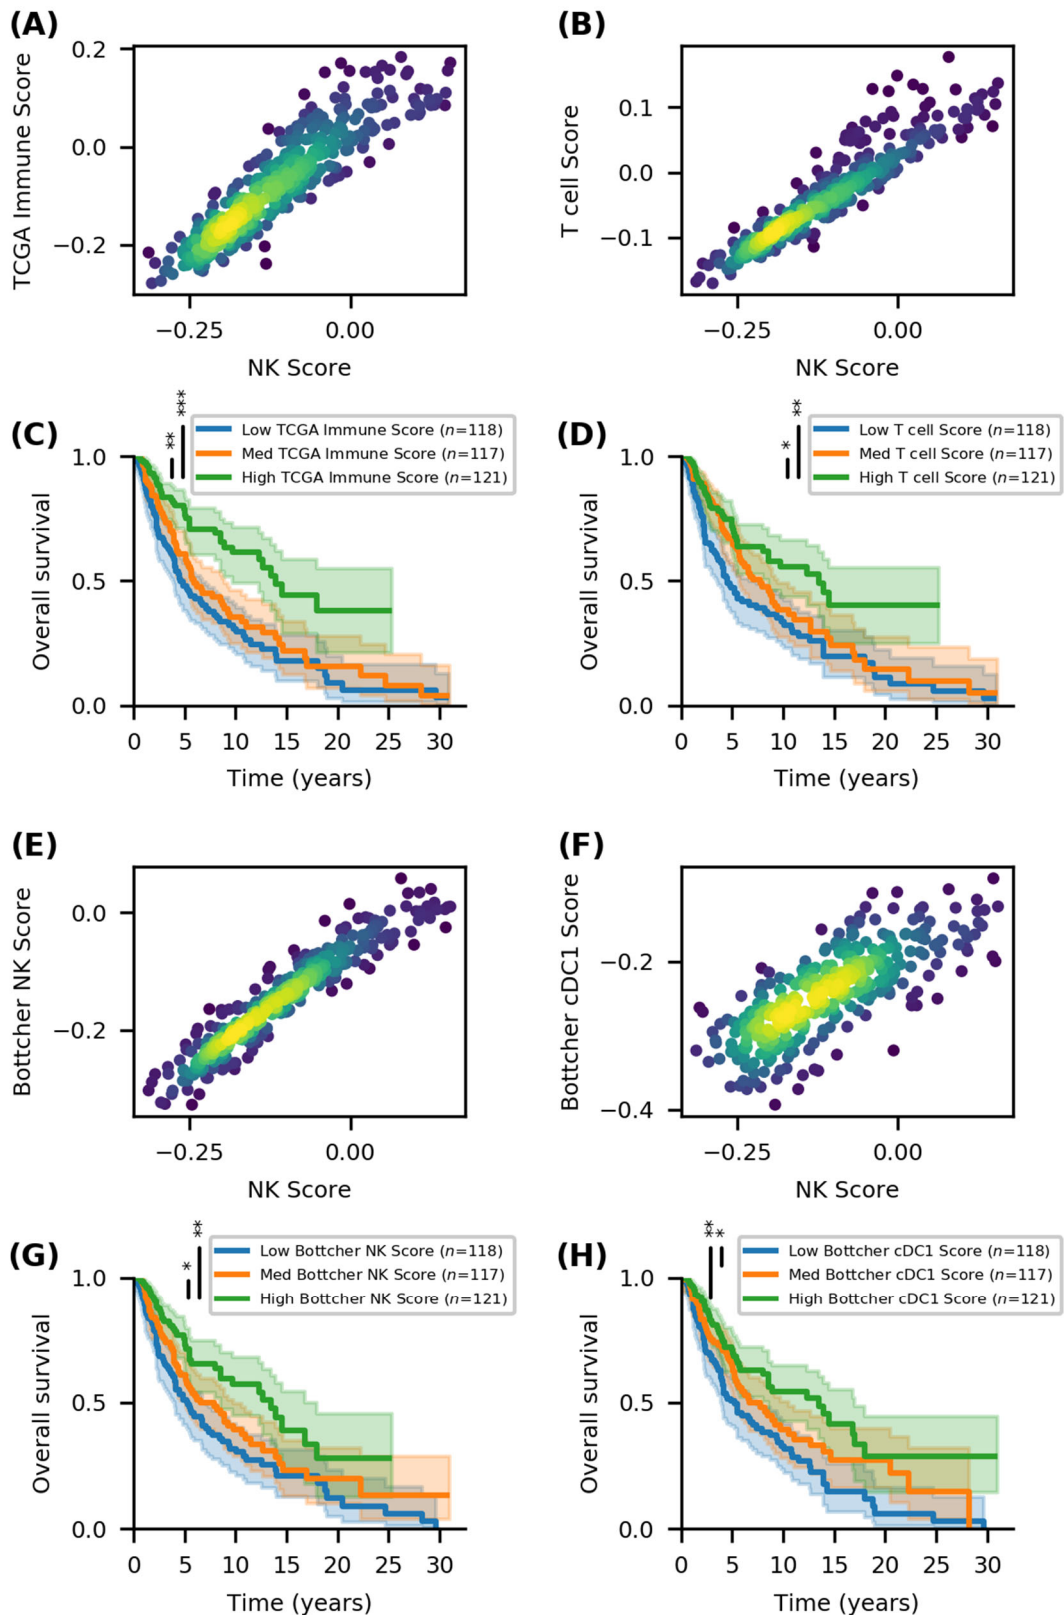 (A)
TCGA Immune Score
0.2
0.0
−0.2
−0.25
0.00
NK Score
(B)
T cell Score
0.1
0.0
−0.1
−0.25
0.00
NK Score
(C)
**
***
Low TCGA Immune Score (n=118)
Med TCGA Immune Score (n=117)
High TCGA Immune Score (n=121)
Overall survival
1.0
0.5
0.0
0 5 10 15 20 25 30
Time (years)
(D)
*
**
Low T cell Score (n=118)
Med T cell Score (n=117)
High T cell Score (n=121)
Overall survival
1.0
0.5
0.0
0 5 10 15 20 25 30
Time (years)
(E)
Bottcher NK Score
0.0
−0.2
−0.25
0.00
NK Score
(F)
Bottcher cDC1 Score
−0.2
−0.4
−0.25
0.00
NK Score
(G)
*
**
Low Bottcher NK Score (n=118)
Med Bottcher NK Score (n=117)
High Bottcher NK Score (n=121)
Overall survival
1.0
0.5
0.0
0 5 10 15 20 25 30
Time (years)
(H)
**
*
Low Bottcher cDC1 Score (n=118)
Med Bottcher cDC1 Score (n=117)
High Bottcher cDC1 Score (n=121)
Overall survival
1.0
0.5
0.0
0 5 10 15 20 25 30
Time (years)